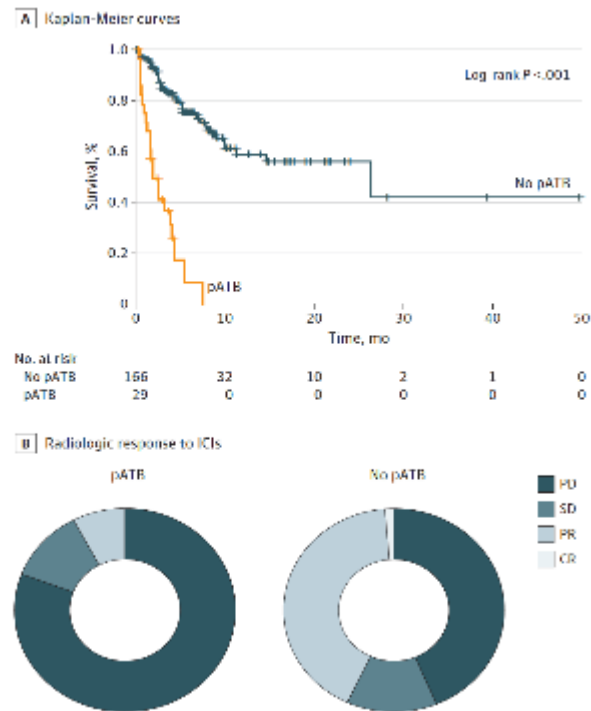 A Kaplan-Meier curves
1.0
0.8
0.6
0.4
0.2
0
Survival, %
Log-rank P <.001
No pATB
pATB
0 10 20 30 40 50
Time, mo
No. at risk
No pATB 166 32 10 2 1 0
pATB 29 0 0 0 0 0
B Radiologic response to ICIs
pATB No pATB
PD
SD
PR
CR